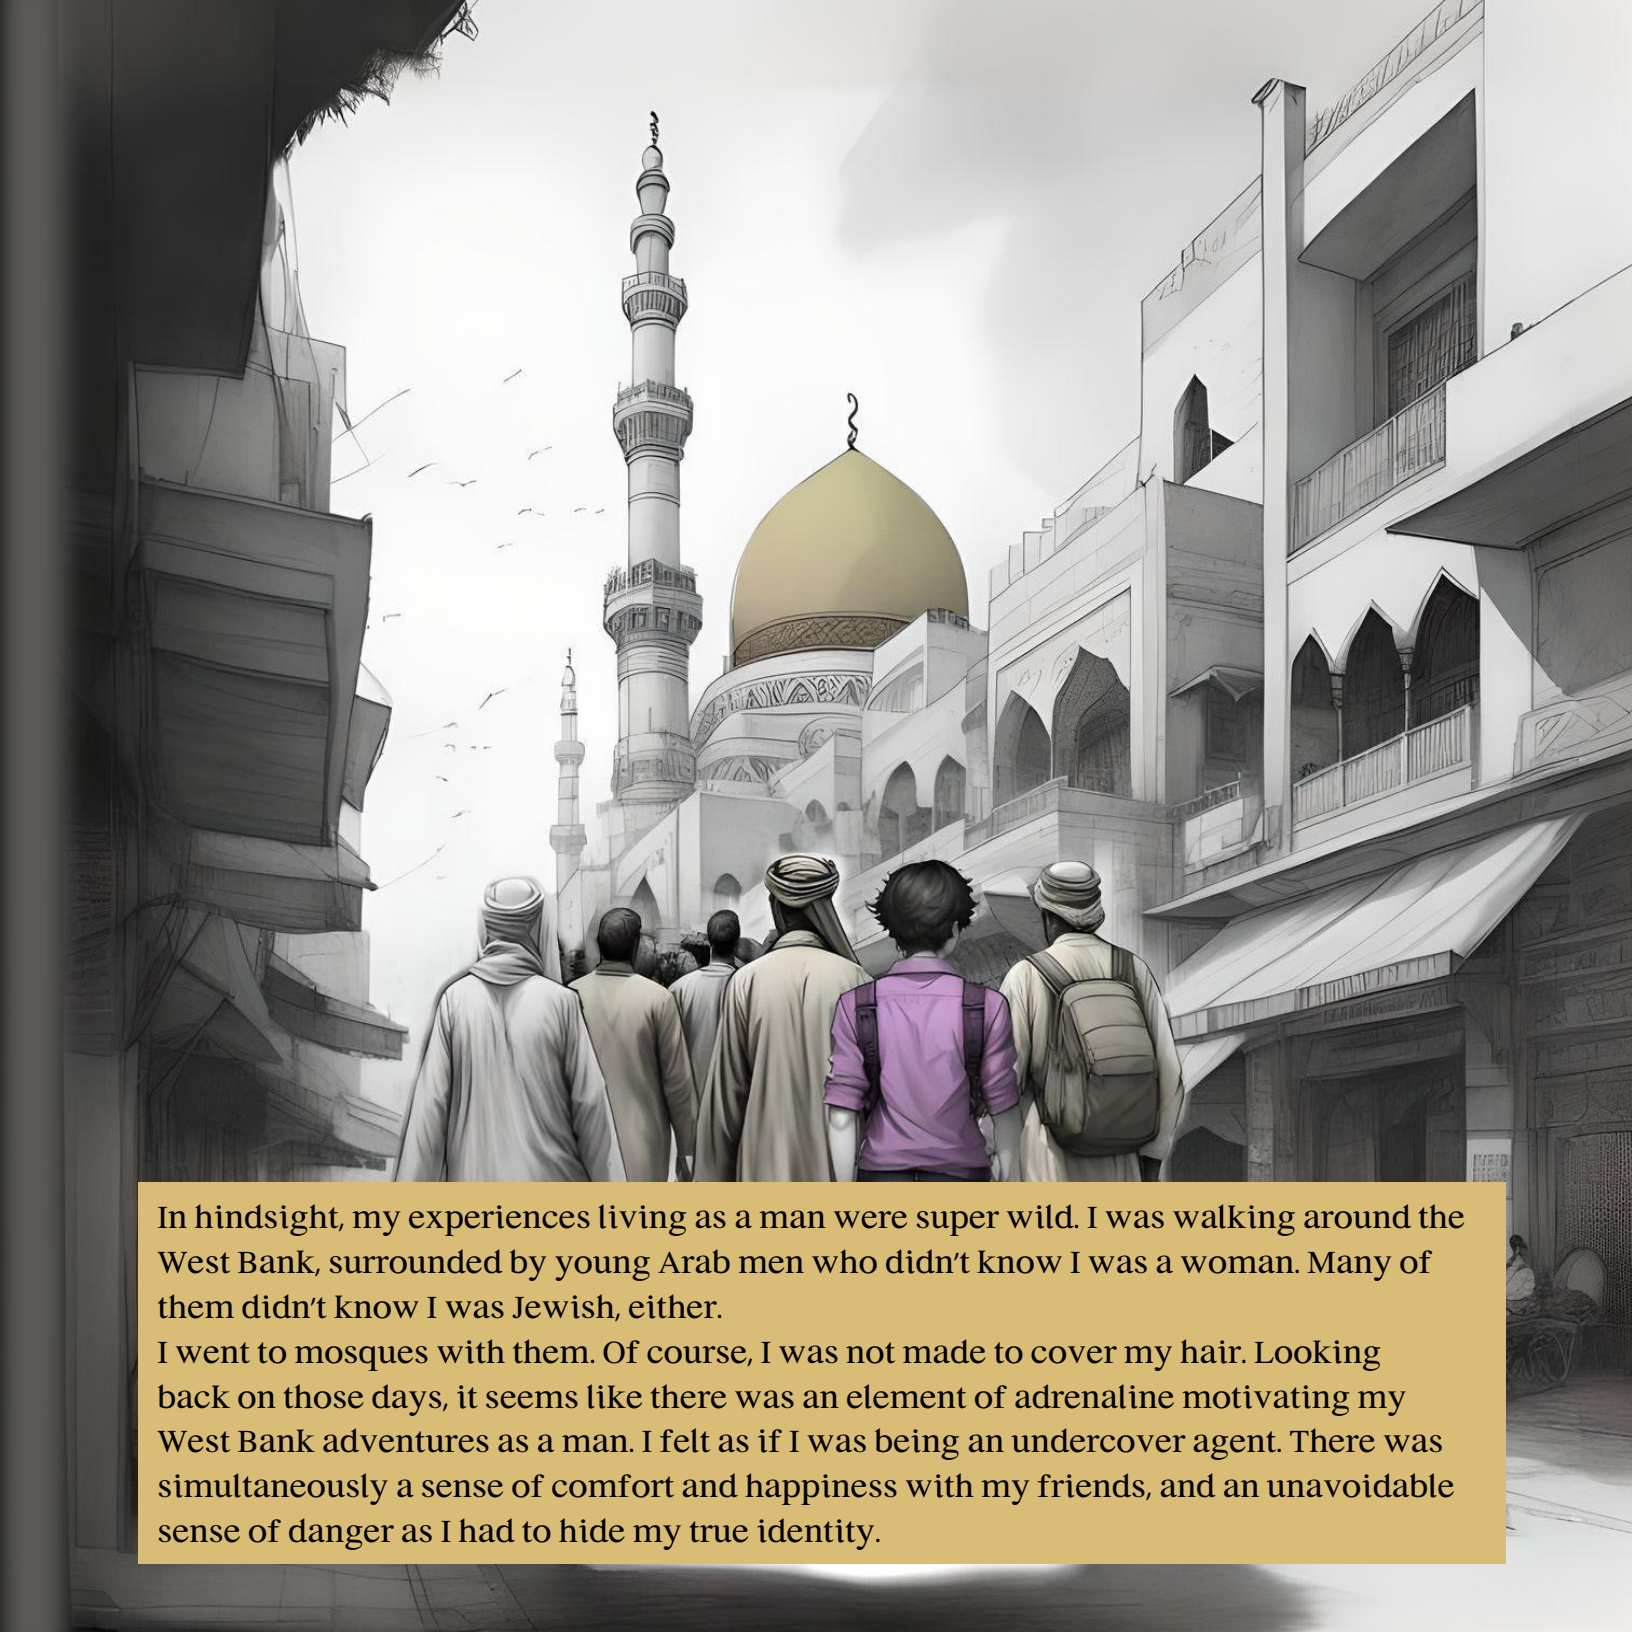 In hindsight, my experiences living as a man were super wild. I was walking around the
West Bank, surrounded by young Arab men who didn't know I was a woman. Many of
them didn't know I was Jewish, either.
I went to mosques with them. Of course, I was not made to cover my hair. Looking
back on those days, it seems like there was an element of adrenaline motivating my
West Bank adventures as a man. I felt as if I was being an undercover agent. There was
simultaneously a sense of comfort and happiness with my friends, and an unavoidable
sense of danger as I had to hide my true identity.